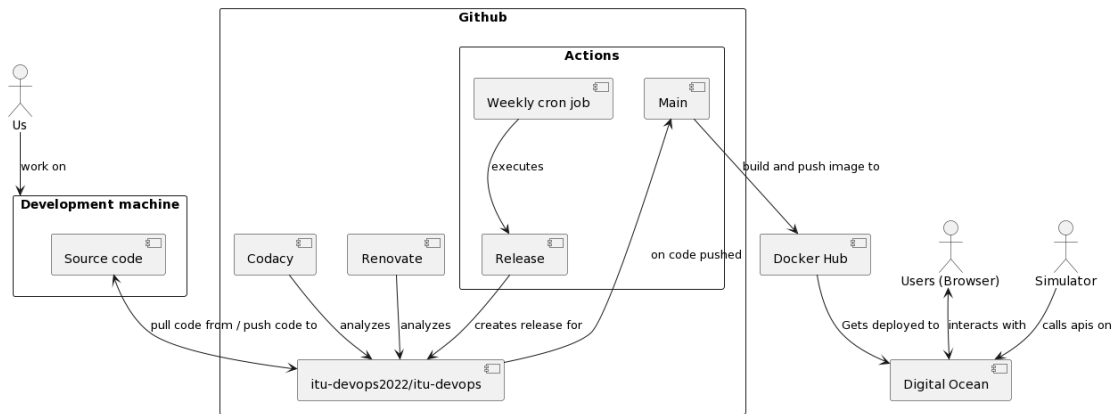 Github
Actions
Weekly cron job
Main
Us
work on
executes
build and push image to
Development machine
Source code
Codacy
Renovate
Release
on code pushed
Docker Hub
Users (Browser)
Simulator
pull code from / push code to
analyzes
analyzes
creates release for
Gets deployed to
interacts with
calls apis on
itu-devops2022/itu-devops
Digital Ocean